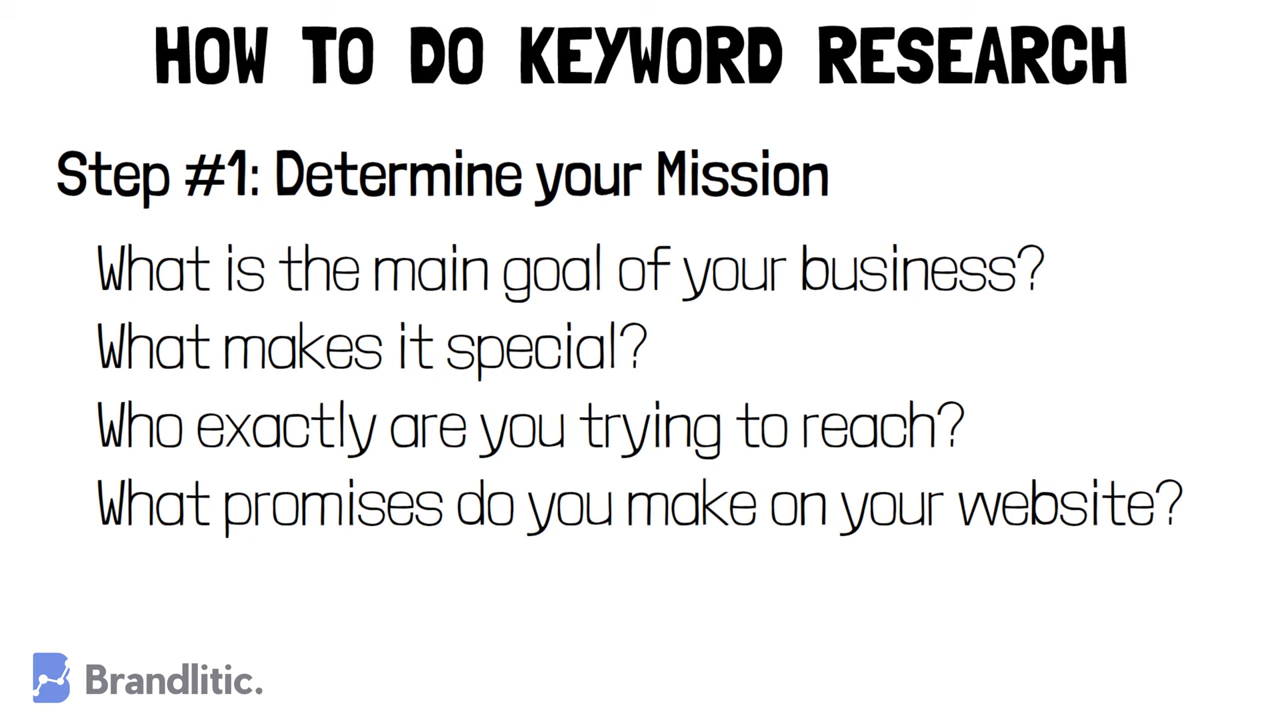 HOW TO DO KEYWORD RESEARCH
Step #1: Determine your Mission
What is the main goal of your business?
What makes it special?
Who exactly are you trying to reach?
What promises do you make on your website?
Brandlitic.